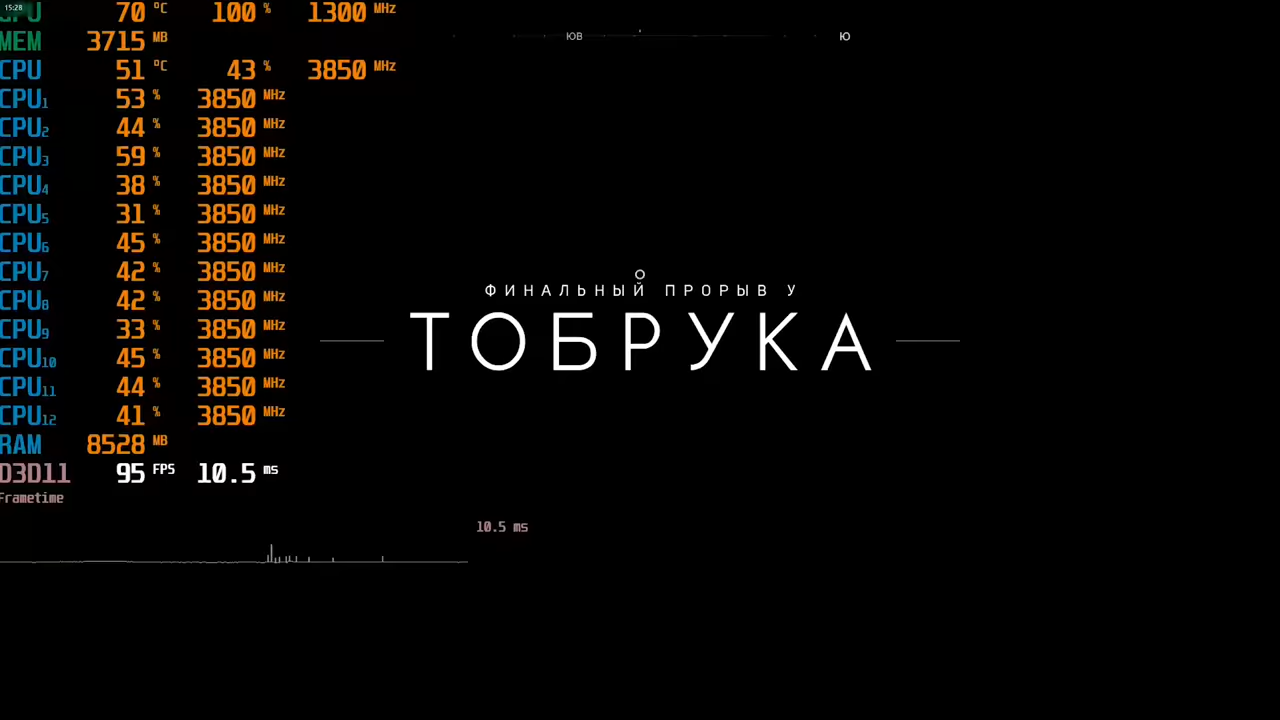 15:28
GPU 70 °C 100 % 1300 MHz
MEM 3715 MB
CPU 51 °C 43 % 3850 MHz
CPU1 53 % 3850 MHz
CPU2 44 % 3850 MHz
CPU3 59 % 3850 MHz
CPU4 38 % 3850 MHz
CPU5 31 % 3850 MHz
CPU6 45 % 3850 MHz
CPU7 42 % 3850 MHz
CPU8 42 % 3850 MHz
CPU9 33 % 3850 MHz
CPU10 45 % 3850 MHz
CPU11 44 % 3850 MHz
CPU12 41 % 3850 MHz
RAM 8528 MB
D3D11 95 FPS 10.5 ms
Frametime
10.5 ms
ЮВ Ю
ФИНАЛЬНЫЙ ПРОРЫВ У
ТОБРУКА